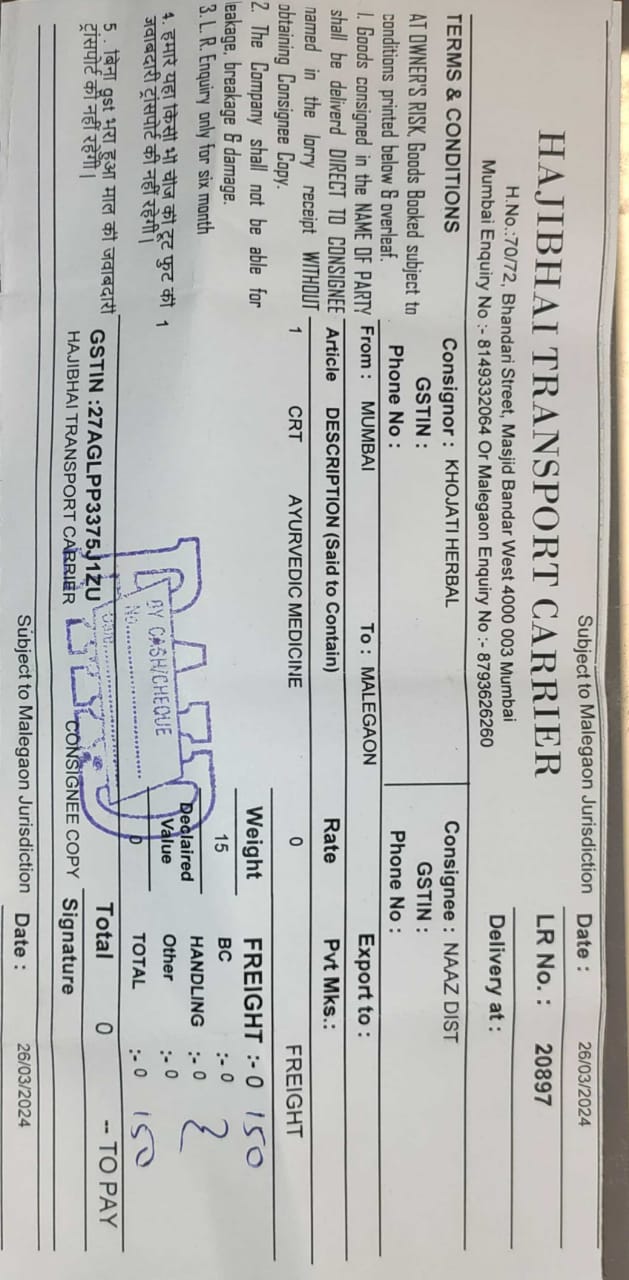 Subject to Malegaon Jurisdiction Date : 26/03/2024
HAJIBHAI TRANSPORT CARRIER
LR No. : 20897
H.No.:70/72, Bhandari Street, Masjid Bandar West 4000 003 Mumbai
Mumbai Enquiry No :- 8149332064 Or Malegaon Enquiry No :- 8793626260
Delivery at :
TERMS & CONDITIONS
AT OWNER'S RISK, Goods Booked subject to
conditions printed below & overleaf.
1. Goods consigned in the NAME OF PARTY
shall be deliverd DIRECT TO CONSIGNEE
named in the lorry receipt WITHOUT
obtaining Consignee Copy.
2. The Company shall not be able for
leakage, breakage & damage.
3. L. R. Enquiry only for six month
४. हमारे यहा किसी भी चीज की टूट फुट की
जवाबदारी ट्रांसपोर्ट की नहीं रहेगी।
५. बिना gst भरा हुआ माल की जवाबदारी
ट्रांसपोर्ट की नहीं रहेगी।
Consignor : KHOJATI HERBAL
GSTIN :
Phone No :
Consignee : NAAZ DIST
GSTIN :
Phone No :
From : MUMBAI To : MALEGAON Export to :
Article DESCRIPTION (Said to Contain) Rate Pvt Mks.:
1 CRT AYURVEDIC MEDICINE 0 FREIGHT
Weight FREIGHT :- 0 150
15 BC :- 0
Declaired HANDLING :- 0
Value Other :- 0
1 0 TOTAL :- 0 150
PAID
BY CASH/CHEQUE
No.
Date
GSTIN :27AGLPP3375J1ZU Total 0 -- TO PAY
HAJIBHAI TRANSPORT CARRIER CONSIGNEE COPY Signature
Subject to Malegaon Jurisdiction Date : 26/03/2024